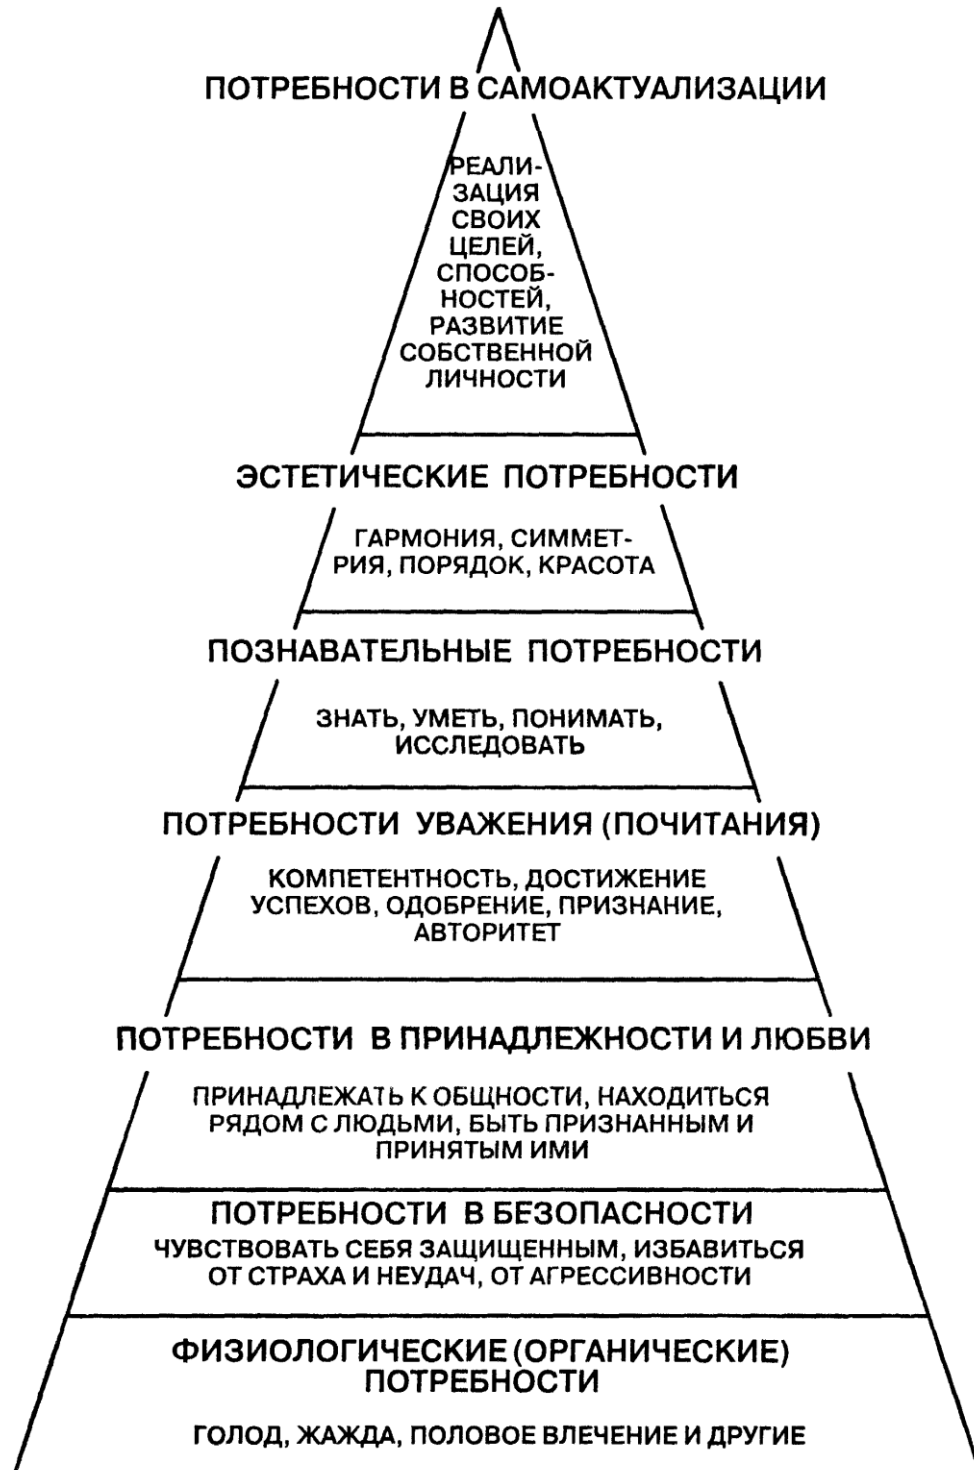 ПОТРЕБНОСТИ В САМОАКТУАЛИЗАЦИИ
РЕАЛИ-
ЗАЦИЯ
СВОИХ
ЦЕЛЕЙ,
СПОСОБ-
НОСТЕЙ,
РАЗВИТИЕ
СОБСТВЕННОЙ
ЛИЧНОСТИ
ЭСТЕТИЧЕСКИЕ ПОТРЕБНОСТИ
ГАРМОНИЯ, СИММЕТ-
РИЯ, ПОРЯДОК, КРАСОТА
ПОЗНАВАТЕЛЬНЫЕ ПОТРЕБНОСТИ
ЗНАТЬ, УМЕТЬ, ПОНИМАТЬ,
ИССЛЕДОВАТЬ
ПОТРЕБНОСТИ УВАЖЕНИЯ (ПОЧИТАНИЯ)
КОМПЕТЕНТНОСТЬ, ДОСТИЖЕНИЕ
УСПЕХОВ, ОДОБРЕНИЕ, ПРИЗНАНИЕ,
АВТОРИТЕТ
ПОТРЕБНОСТИ В ПРИНАДЛЕЖНОСТИ И ЛЮБВИ
ПРИНАДЛЕЖАТЬ К ОБЩНОСТИ, НАХОДИТЬСЯ
РЯДОМ С ЛЮДЬМИ, БЫТЬ ПРИЗНАННЫМ И
ПРИНЯТЫМ ИМИ
ПОТРЕБНОСТИ В БЕЗОПАСНОСТИ
ЧУВСТВОВАТЬ СЕБЯ ЗАЩИЩЕННЫМ, ИЗБАВИТЬСЯ
ОТ СТРАХА И НЕУДАЧ, ОТ АГРЕССИВНОСТИ
ФИЗИОЛОГИЧЕСКИЕ (ОРГАНИЧЕСКИЕ)
ПОТРЕБНОСТИ
ГОЛОД, ЖАЖДА, ПОЛОВОЕ ВЛЕЧЕНИЕ И ДРУГИЕ